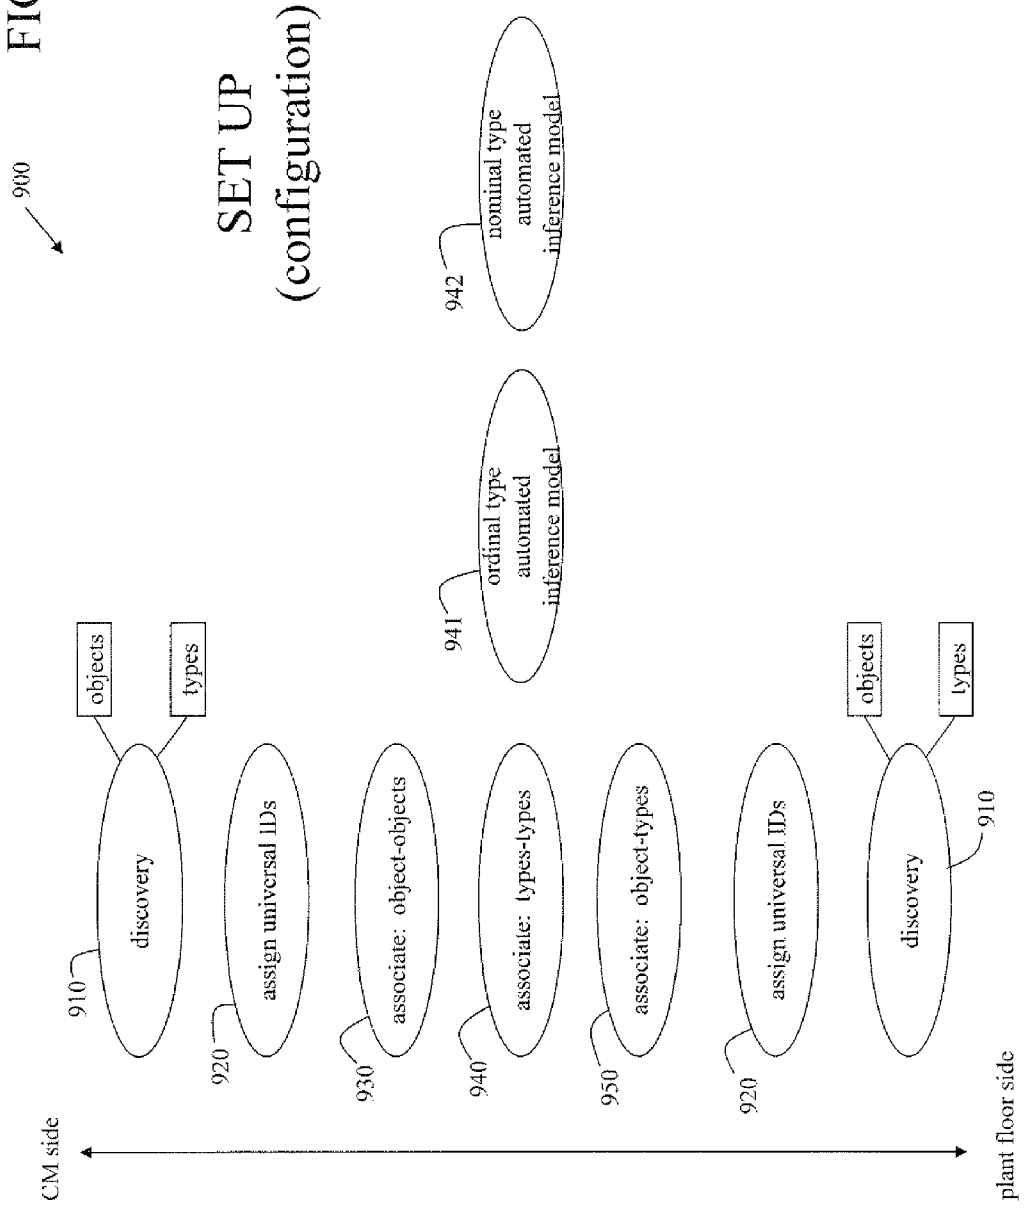 FIG
900
SET UP
(configuration)
CM side
910
discovery
objects
types
920
assign universal IDs
930
associate: object-objects
940
associate: types-types
941
ordinal type
automated
inference model
942
nominal type
automated
inference model
950
associate: object-types
920
assign universal IDs
discovery
910
objects
types
plant floor side